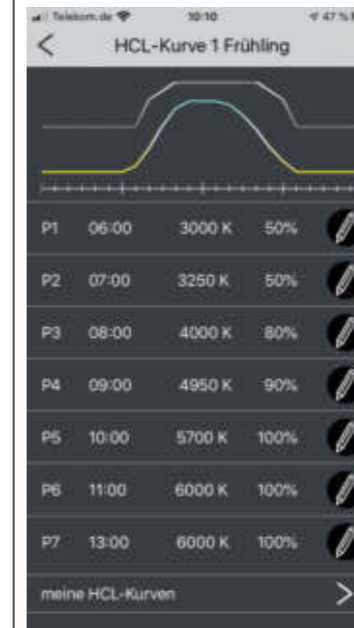 Telekom.de 10:10 47 %
HCL-Kurve 1 Frühling
P1 06:00 3000 K 50%
P2 07:00 3250 K 50%
P3 08:00 4000 K 80%
P4 09:00 4950 K 90%
P5 10:00 5700 K 100%
P6 11:00 6000 K 100%
P7 13:00 6000 K 100%
meine HCL-Kurven